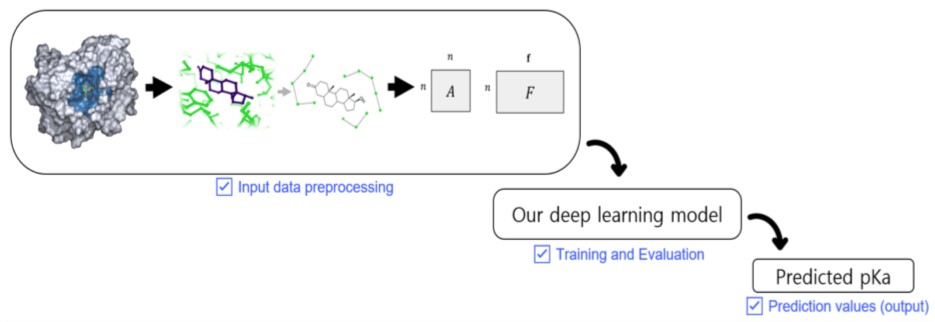 n
f
n
A
n
F
Input data preprocessing
Our deep learning model
Training and Evaluation
Predicted pKa
Prediction values (output)